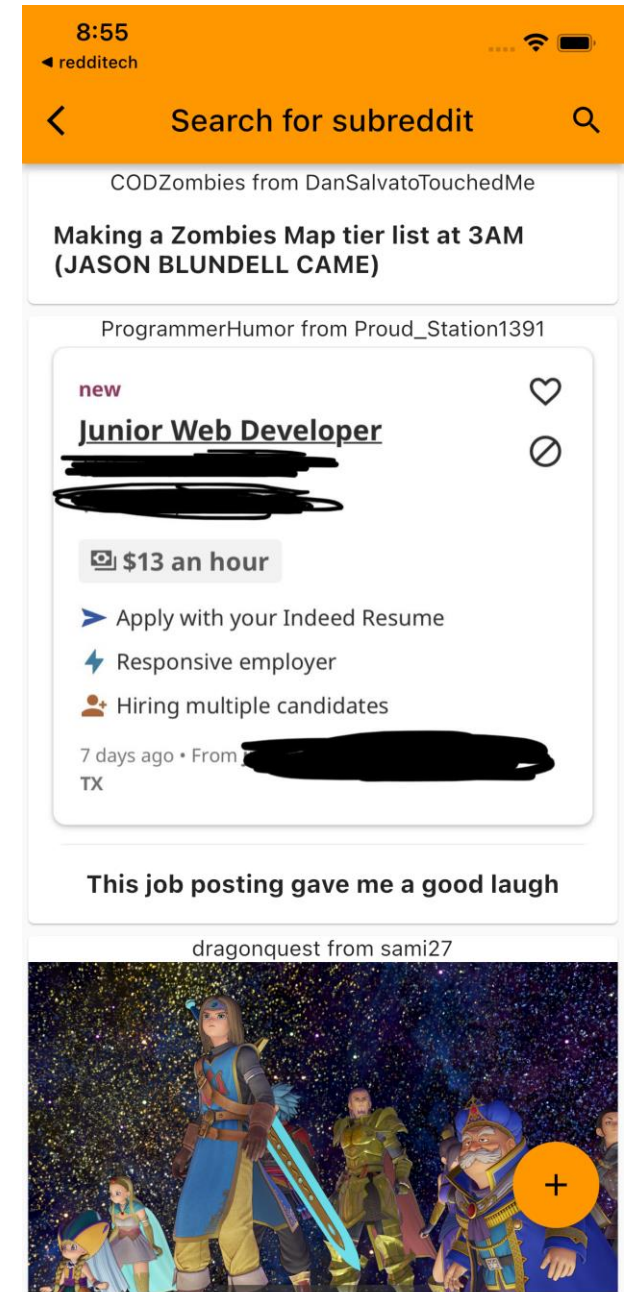 8:55
◀ redditech
Search for subreddit
CODZombies from DanSalvatoTouchedMe
Making a Zombies Map tier list at 3AM
(JASON BLUNDELL CAME)
ProgrammerHumor from Proud_Station1391
new
Junior Web Developer
$13 an hour
Apply with your Indeed Resume
Responsive employer
Hiring multiple candidates
7 days ago • From
TX
This job posting gave me a good laugh
dragonquest from sami27
+